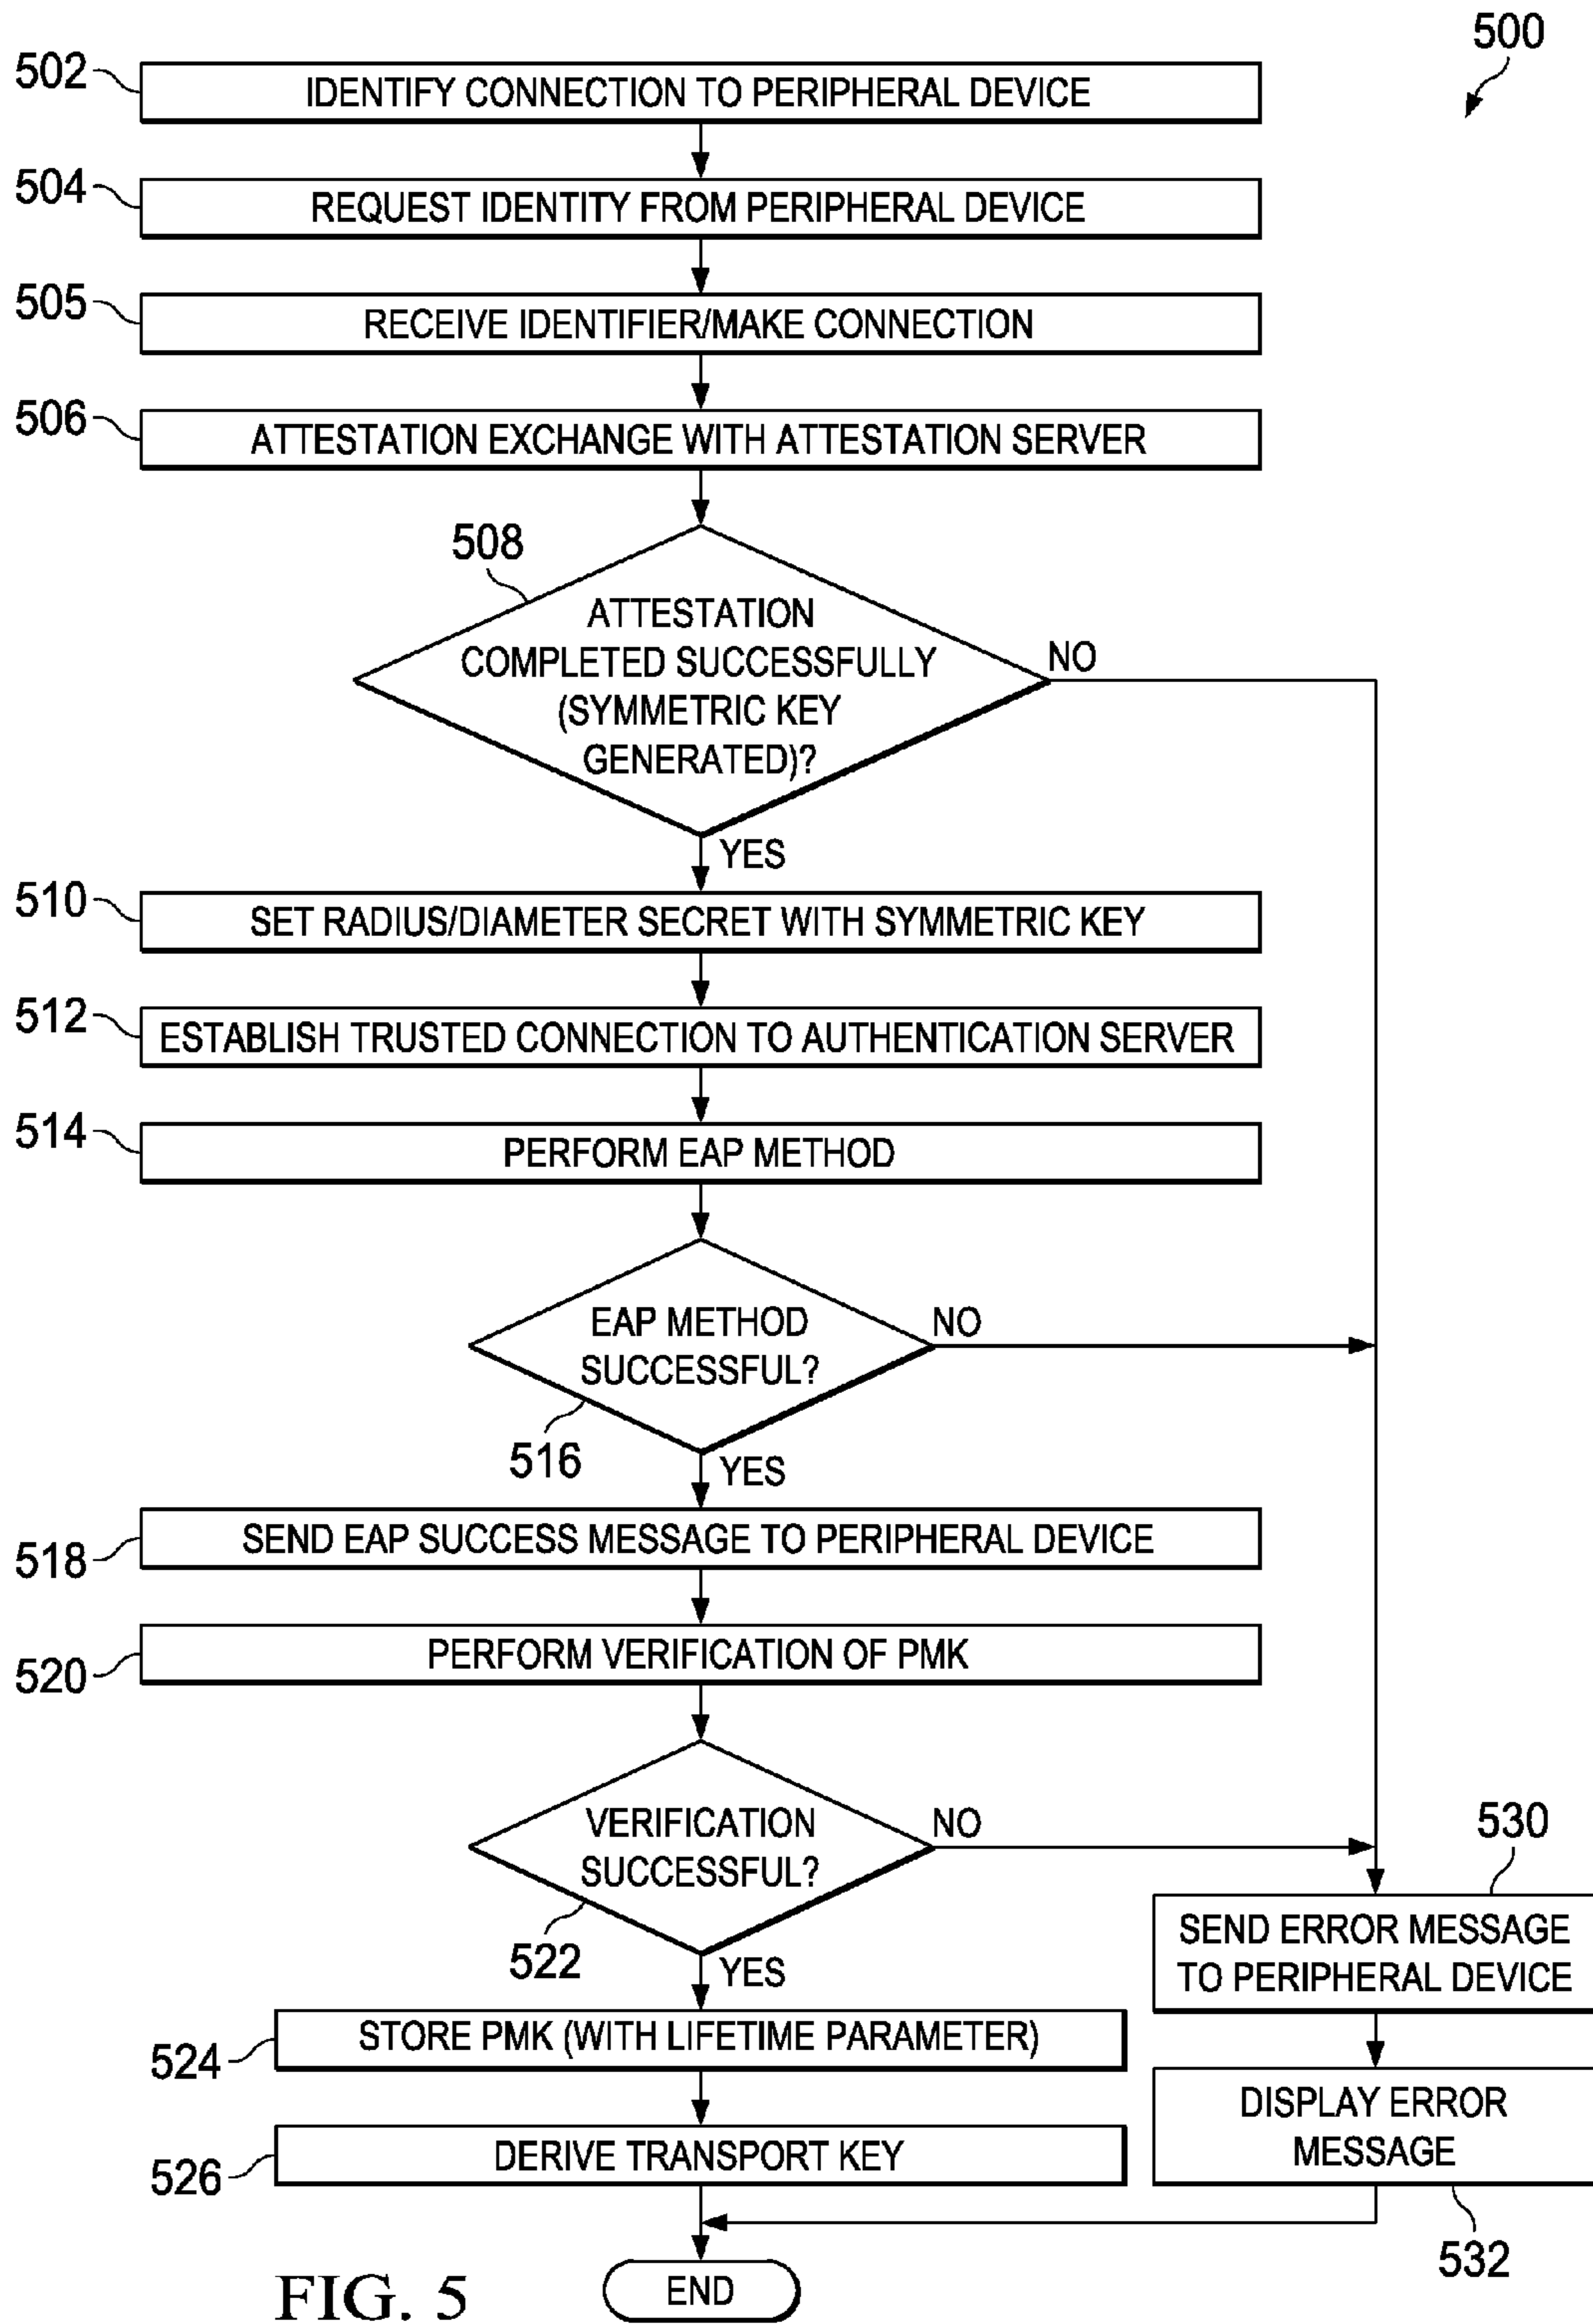 500
502
IDENTIFY CONNECTION TO PERIPHERAL DEVICE
504
REQUEST IDENTITY FROM PERIPHERAL DEVICE
505
RECEIVE IDENTIFIER/MAKE CONNECTION
506
ATTESTATION EXCHANGE WITH ATTESTATION SERVER
508
ATTESTATION
COMPLETED SUCCESSFULLY
(SYMMETRIC KEY
GENERATED)?
NO
YES
510
SET RADIUS/DIAMETER SECRET WITH SYMMETRIC KEY
512
ESTABLISH TRUSTED CONNECTION TO AUTHENTICATION SERVER
514
PERFORM EAP METHOD
EAP METHOD
SUCCESSFUL?
NO
516
YES
518
SEND EAP SUCCESS MESSAGE TO PERIPHERAL DEVICE
520
PERFORM VERIFICATION OF PMK
VERIFICATION
SUCCESSFUL?
NO
522
YES
530
SEND ERROR MESSAGE
TO PERIPHERAL DEVICE
524
STORE PMK (WITH LIFETIME PARAMETER)
DISPLAY ERROR
MESSAGE
532
526
DERIVE TRANSPORT KEY
END
FIG. 5